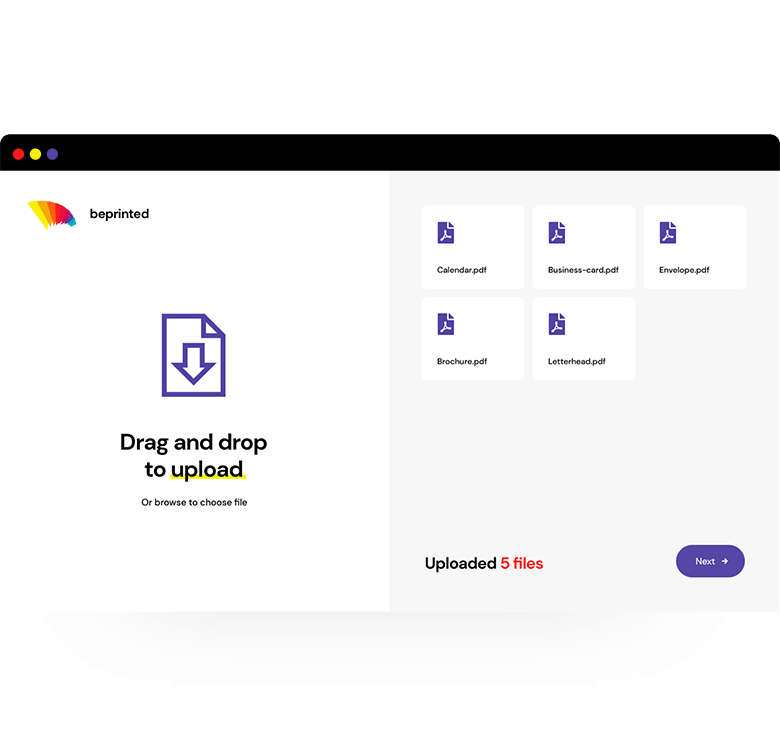 beprinted
Drag and drop
to upload
Or browse to choose file
Calendar.pdf
Business-card.pdf
Envelope.pdf
Brochure.pdf
Letterhead.pdf
Uploaded 5 files
Next →